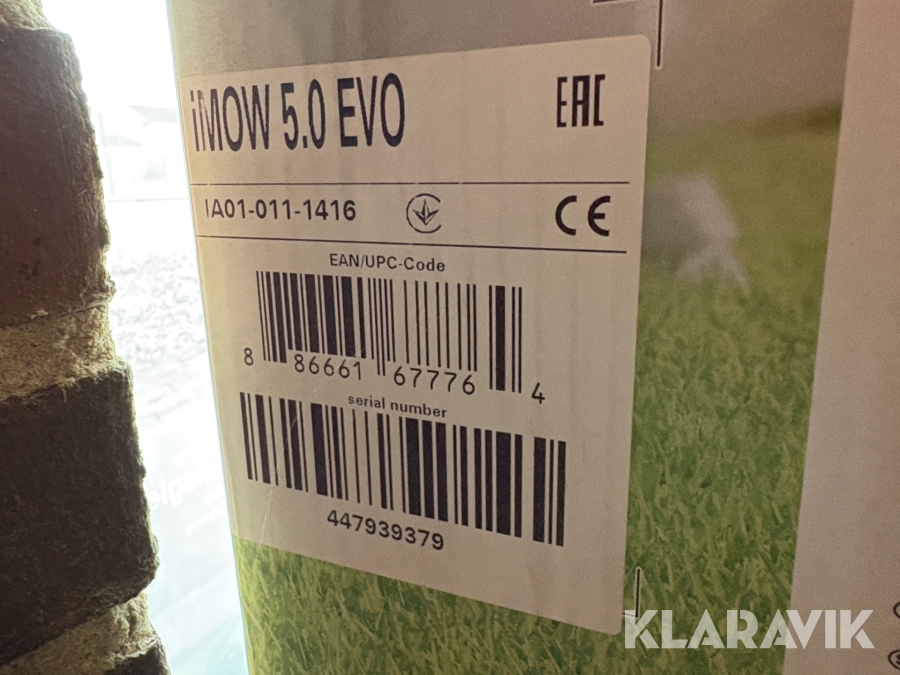 iMOW 5.0 EVO
EAC
IA01-011-1416
CE
EAN/UPC-Code
8 86661 67776 4
serial number
447939379
KLARAVIK